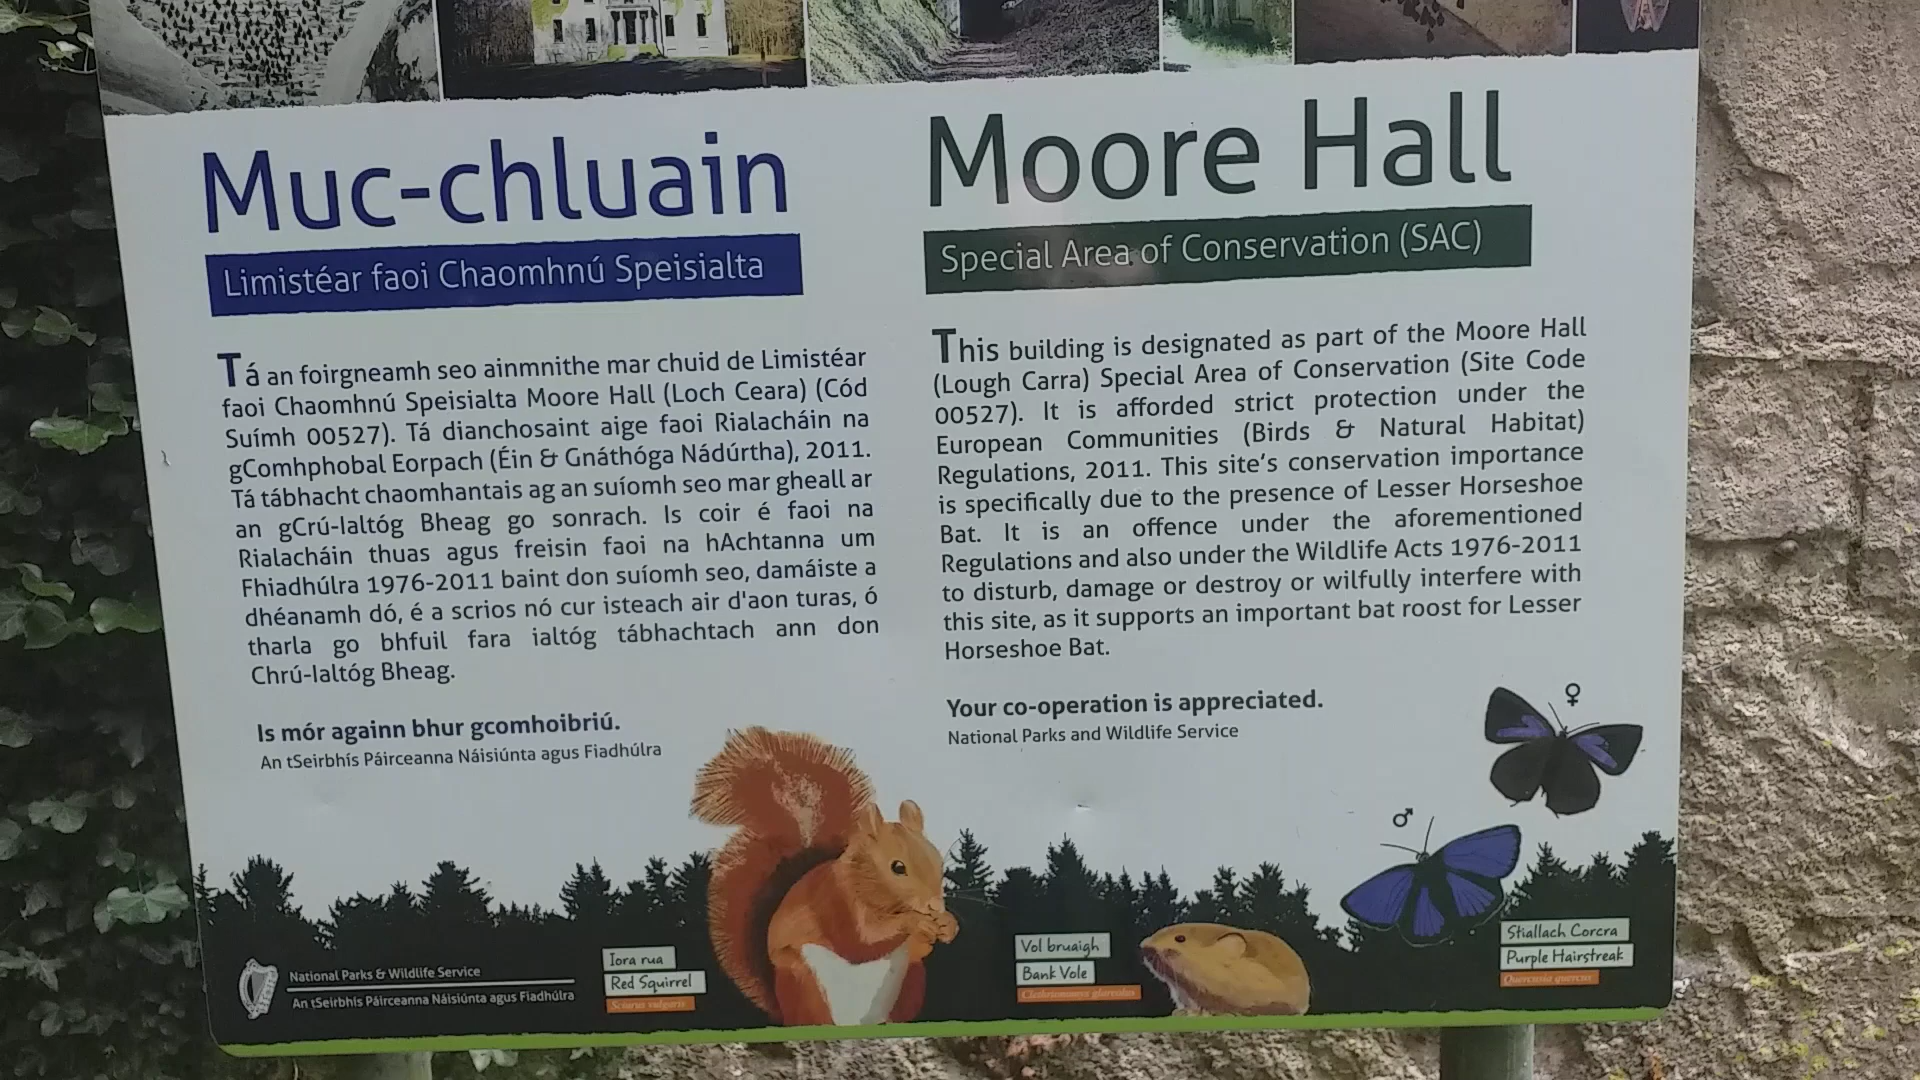 Muc-chluain
Limistéar faoi Chaomhnú Speisialta
Tá an foirgneamh seo ainmnithe mar chuid de Limistéar
faoi Chaomhnú Speisialta Moore Hall (Loch Ceara) (Cód
Suímh 00527). Tá dianchosaint aige faoi Rialacháin na
gComhphobal Eorpach (Éin & Gnáthóga Nádúrtha), 2011.
Tá tábhacht chaomhantais ag an suíomh seo mar gheall ar
an gCrú-Ialtóg Bheag go sonrach. Is coir é faoi na
Rialacháin thuas agus freisin faoi na hAchtanna um
Fhiadhúlra 1976-2011 baint don suíomh seo, damáiste a
dhéanamh dó, é a scrios nó cur isteach air d'aon turas, ó
tharla go bhfuil fara ialtóg tábhachtach ann don
Chrú-Ialtóg Bheag.
Is mór againn bhur gcomhoibriú.
An tSeirbhís Páirceanna Náisiúnta agus Fiadhúlra
Moore Hall
Special Area of Conservation (SAC)
This building is designated as part of the Moore Hall
(Lough Carra) Special Area of Conservation (Site Code
00527). It is afforded strict protection under the
European Communities (Birds & Natural Habitat)
Regulations, 2011. This site's conservation importance
is specifically due to the presence of Lesser Horseshoe
Bat. It is an offence under the aforementioned
Regulations and also under the Wildlife Acts 1976-2011
to disturb, damage or destroy or wilfully interfere with
this site, as it supports an important bat roost for Lesser
Horseshoe Bat.
Your co-operation is appreciated.
National Parks and Wildlife Service
♀
♂
National Parks & Wildlife Service
An tSeirbhís Páirceanna Náisiúnta agus Fiadhúlra
Iora rua
Red Squirrel
Sciurus vulgaris
Vol bruaigh
Bank Vole
Clethrionomys glareolus
Stiallach Corcra
Purple Hairstreak
Quercusia quercus